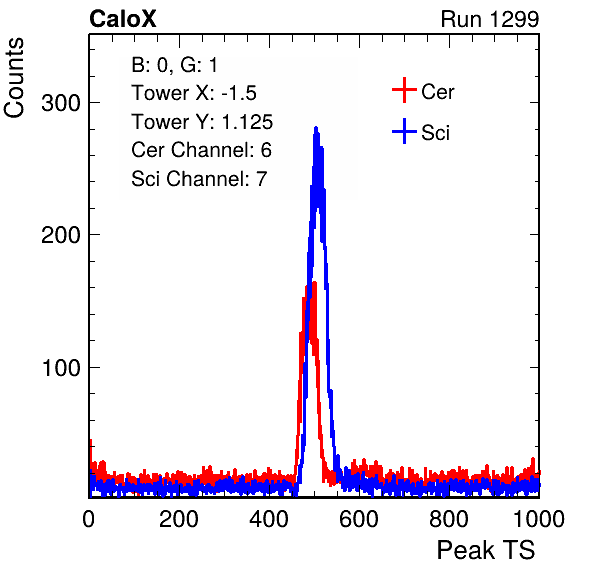 CaloX Run 1299
Counts
B: 0, G: 1
Tower X: -1.5
Tower Y: 1.125
Cer Channel: 6
Sci Channel: 7
Cer
Sci
300
200
100
0 200 400 600 800 1000
Peak TS